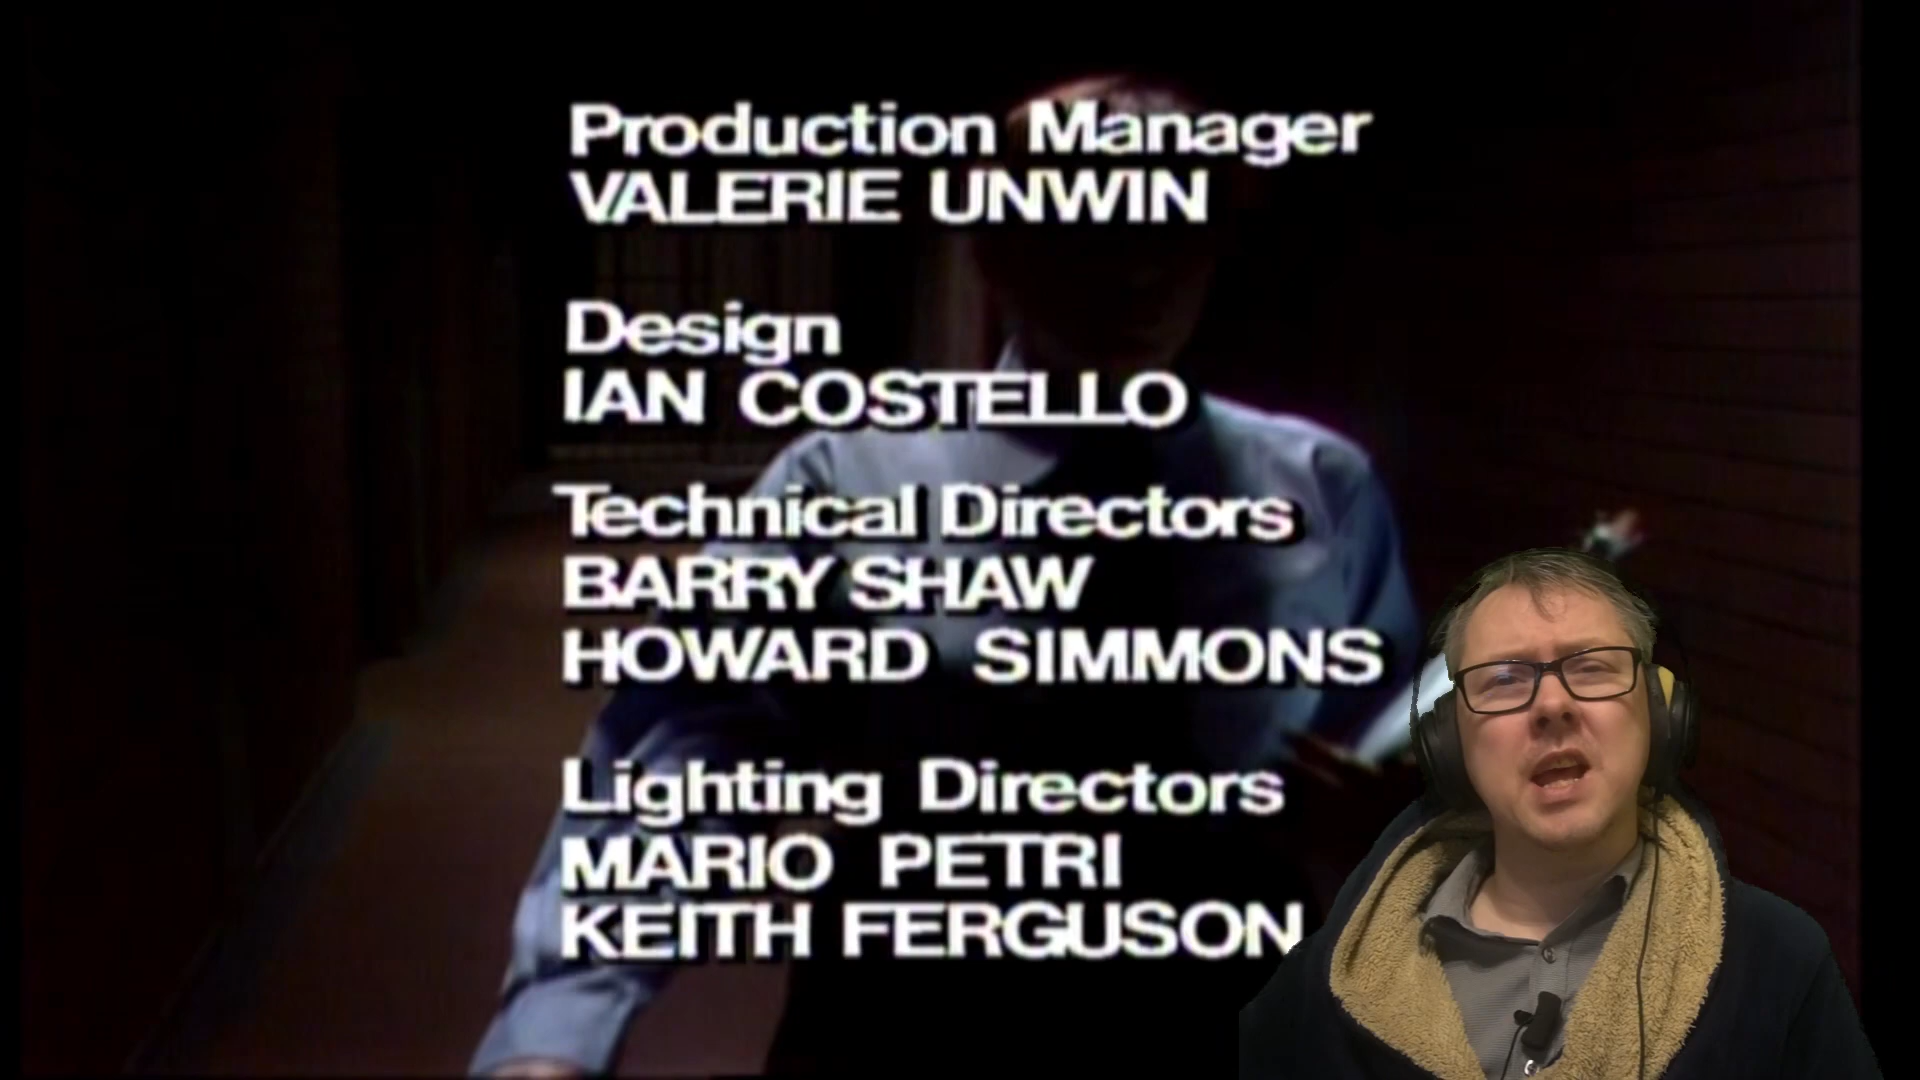 Production Manager
VALERIE UNWIN
Design
IAN COSTELLO
Technical Directors
BARRY SHAW
HOWARD SIMMONS
Lighting Directors
MARIO PETRI
KEITH FERGUSON